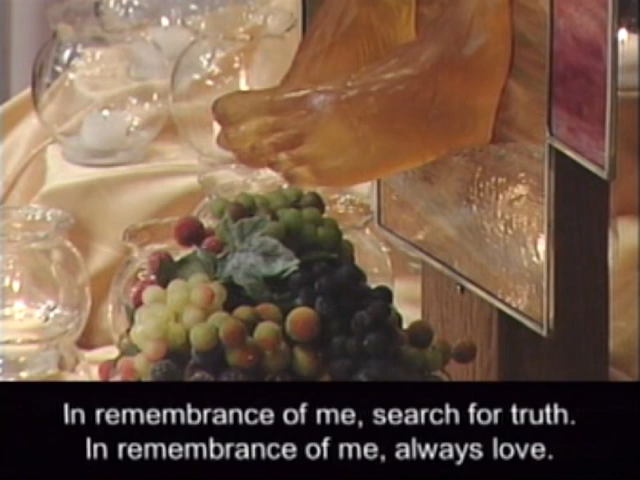 In remembrance of me, search for truth.
In remembrance of me, always love.